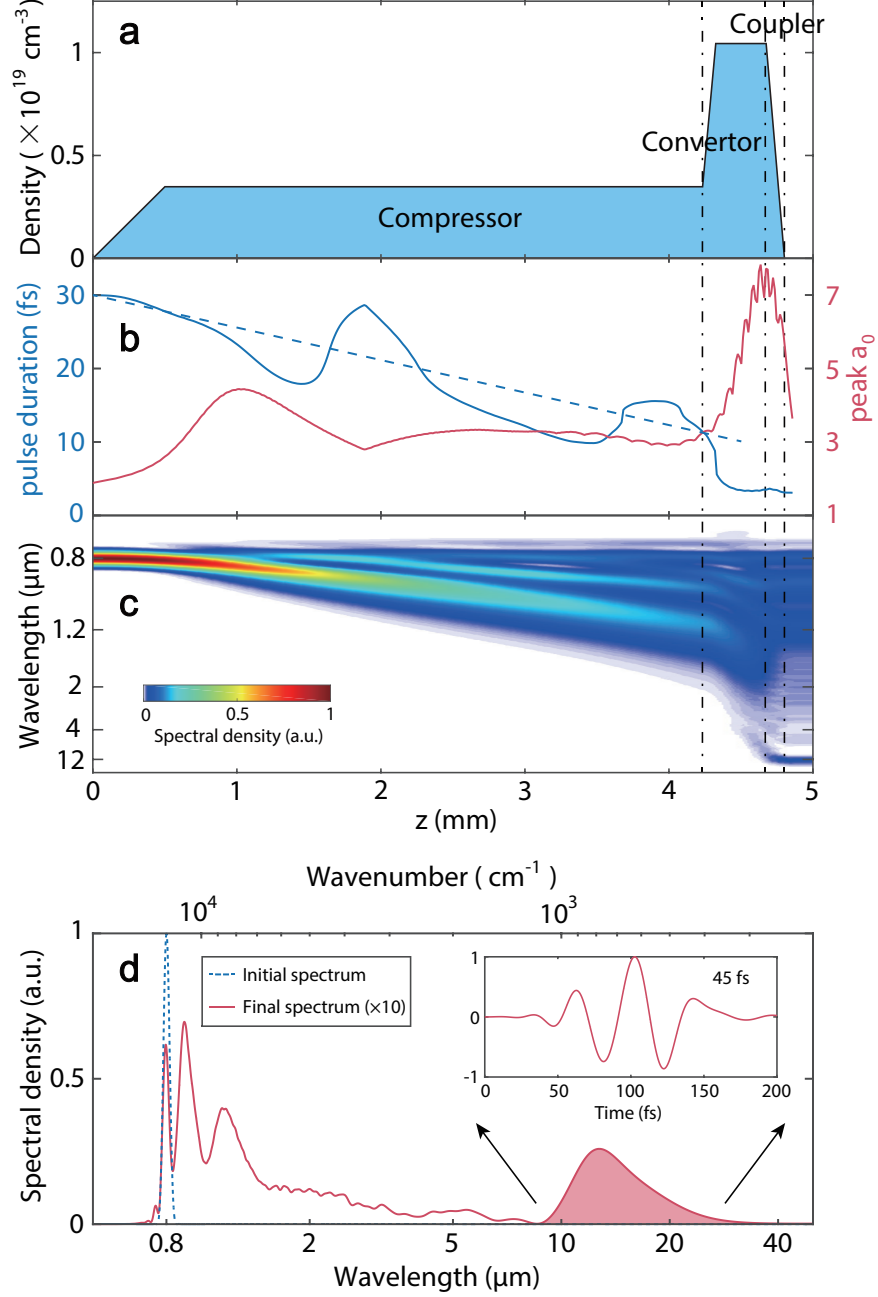 Density ( × 10¹⁹ cm⁻³)
1
0.5
0
a
Coupler
Convertor
Compressor
pulse duration (fs)
30
20
10
0
b
7
5
3
1
peak a₀
Wavelength (μm)
0.8
1.2
2
4
12
c
0 0.5 1
Spectral density (a.u.)
0 1 2 3 4 5
z (mm)
Wavenumber ( cm⁻¹)
10⁴ 10³
Spectral density (a.u.)
1
0.5
0
d
Initial spectrum
Final spectrum (×10)
1
0
-1
45 fs
0 50 100 150 200
Time (fs)
0.8 2 5 10 20 40
Wavelength (μm)